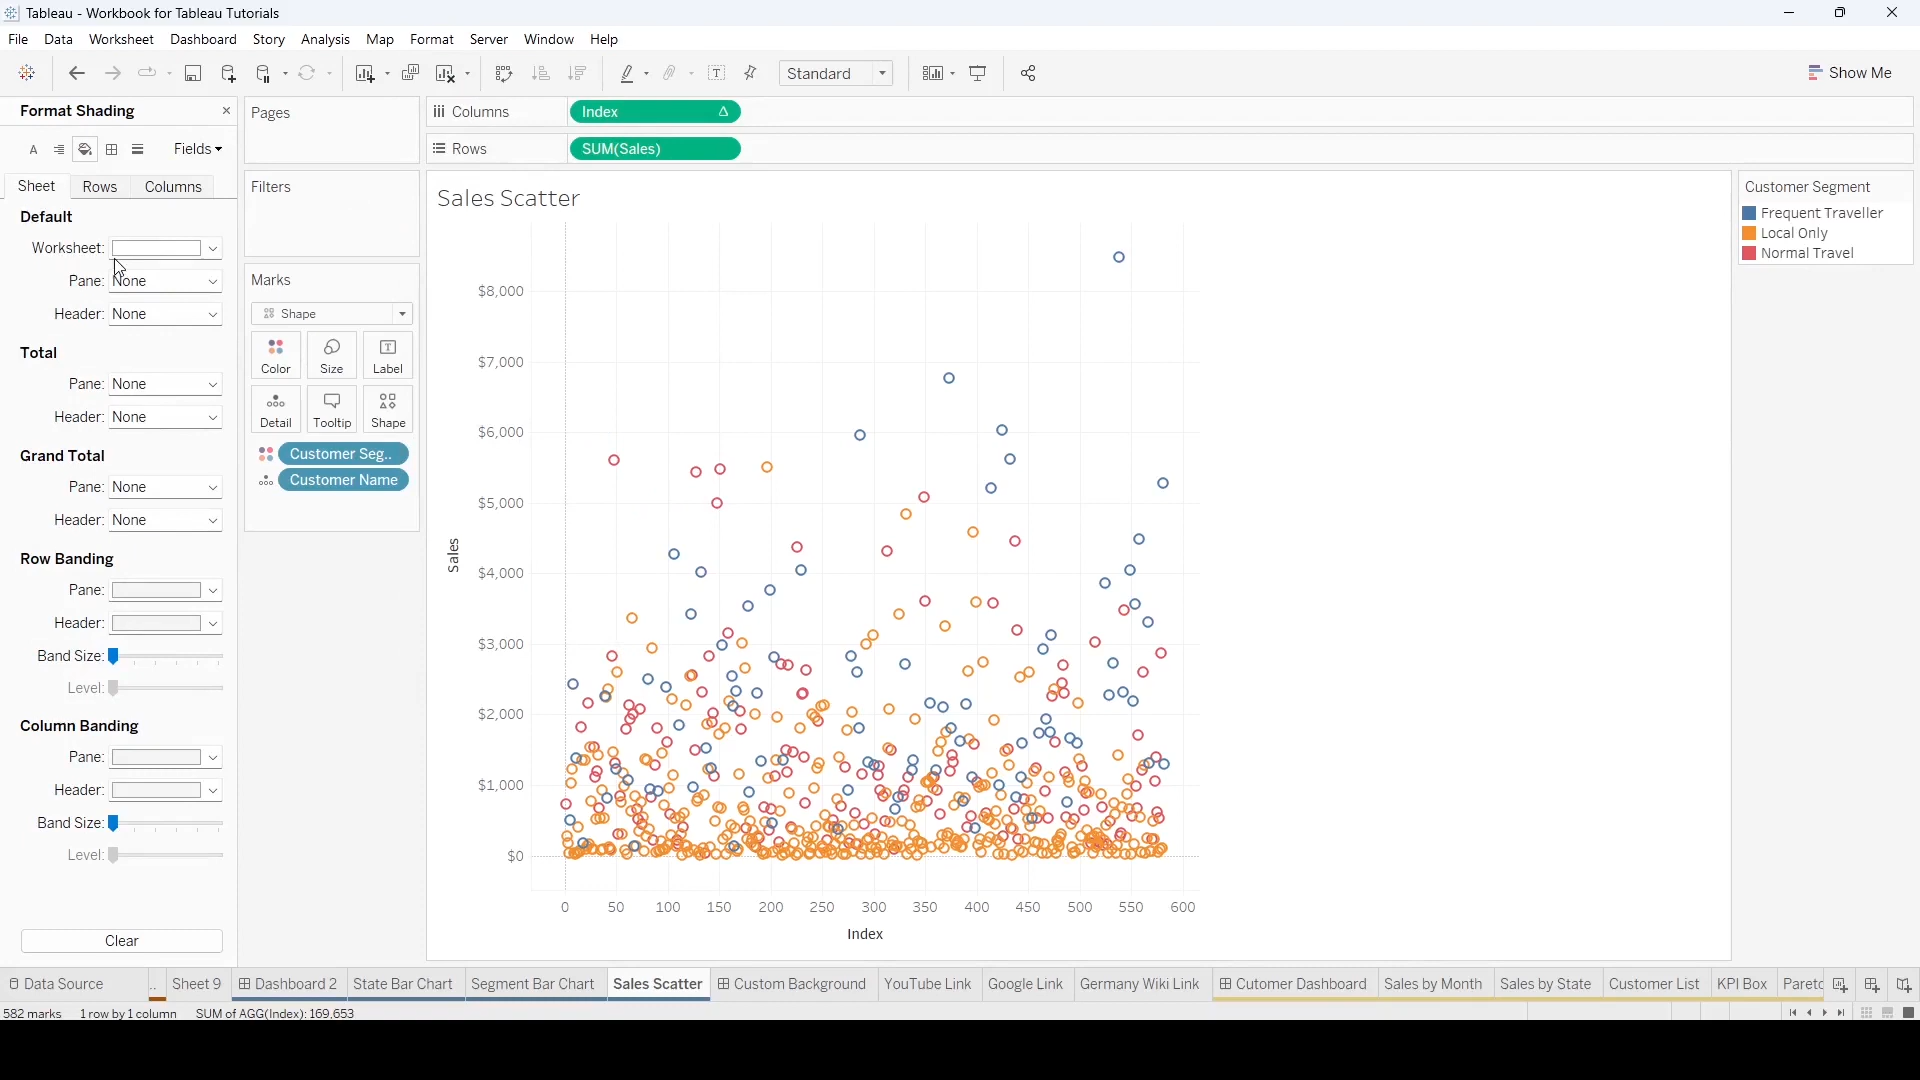 Tableau - Workbook for Tableau Tutorials
File Data Worksheet Dashboard Story Analysis Map Format Server Window Help
Standard
Show Me
Format Shading
Fields
Sheet Rows Columns
Default
Worksheet:
Pane: None
Header: None
Total
Pane: None
Header: None
Grand Total
Pane: None
Header: None
Row Banding
Pane:
Header:
Band Size:
Level:
Column Banding
Pane:
Header:
Band Size:
Level:
Clear
Pages
Filters
Marks
Shape
Color Size Label
Detail Tooltip Shape
Customer Seg..
Customer Name
Columns Index
Rows SUM(Sales)
Sales Scatter
Sales
$8,000
$7,000
$6,000
$5,000
$4,000
$3,000
$2,000
$1,000
$0
0 50 100 150 200 250 300 350 400 450 500 550 600
Index
Customer Segment
Frequent Traveller
Local Only
Normal Travel
Data Source .. Sheet 9 Dashboard 2 State Bar Chart Segment Bar Chart Sales Scatter Custom Background YouTube Link Google Link Germany Wiki Link Cutomer Dashboard Sales by Month Sales by State Customer List KPI Box Pareto
582 marks 1 row by 1 column SUM of AGG(Index): 169,653